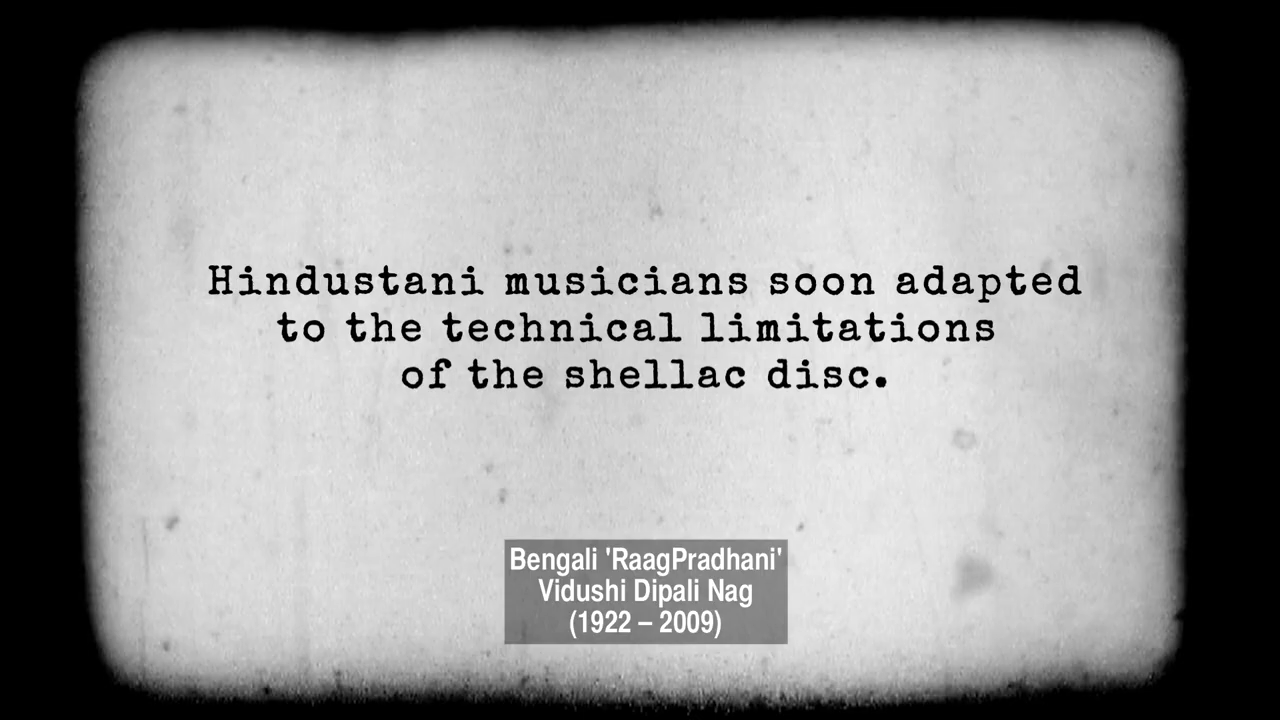 Hindustani musicians soon adapted
to the technical limitations
of the shellac disc.
Bengali 'RaagPradhani'
Vidushi Dipali Nag
(1922 – 2009)